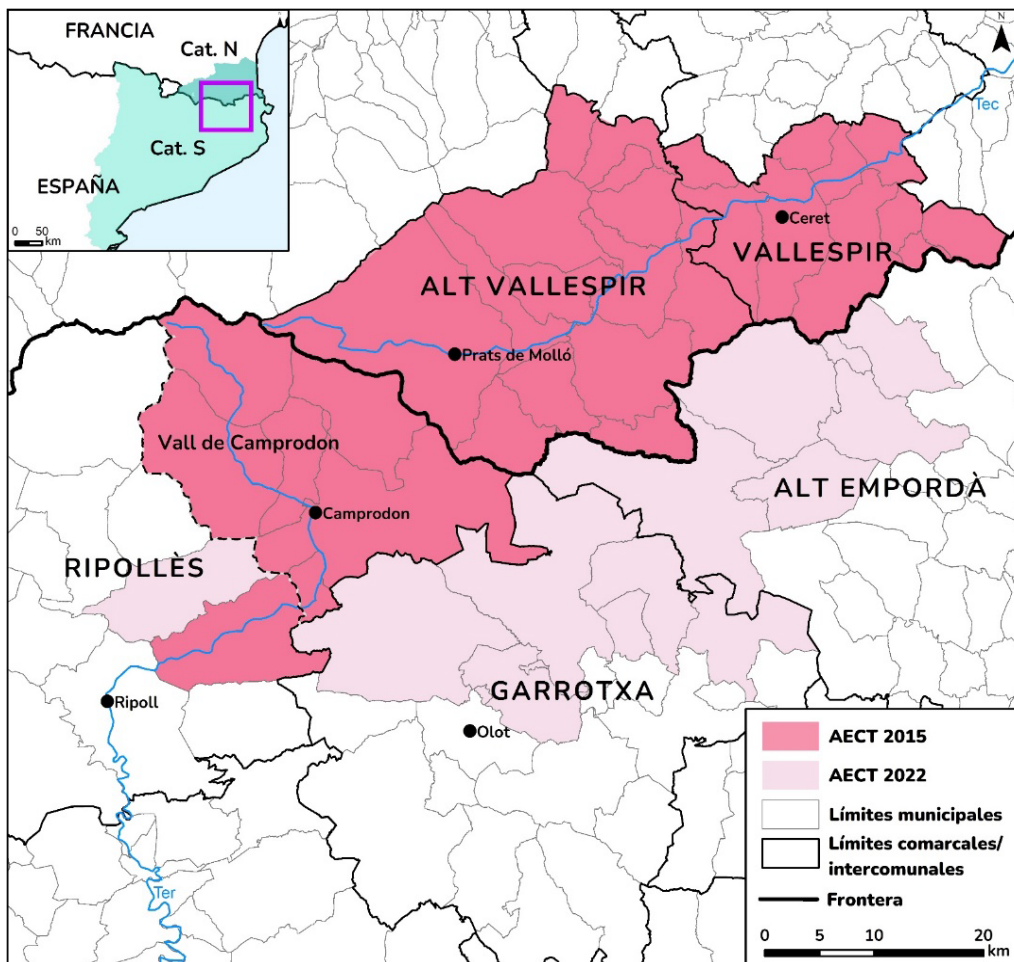 FRANCIA
Cat. N
Cat. S
ESPAÑA
0 50
km
N
Tec
Ceret
VALLESPIR
ALT VALLESPIR
Prats de Molló
Vall de Camprodon
Camprodon
ALT EMPORDÀ
RIPOLLÈS
GARROTXA
Ripoll
Olot
Ter
AECT 2015
AECT 2022
Límites municipales
Límites comarcales/
intercomunales
Frontera
0 5 10 20
km